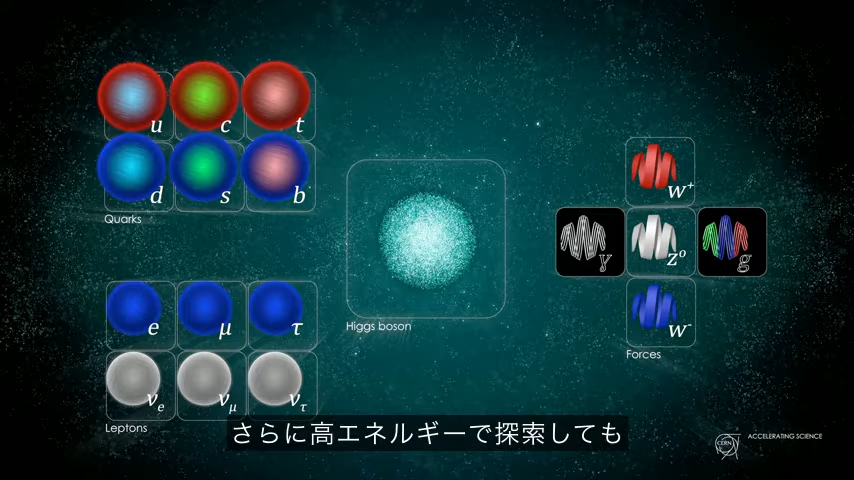 u c t
d s b
Quarks
e μ τ
νe νμ ντ
Leptons
Higgs boson
W+
γ Z⁰ g
W-
Forces
さらに高エネルギーで探索しても
CERN
ACCELERATING SCIENCE